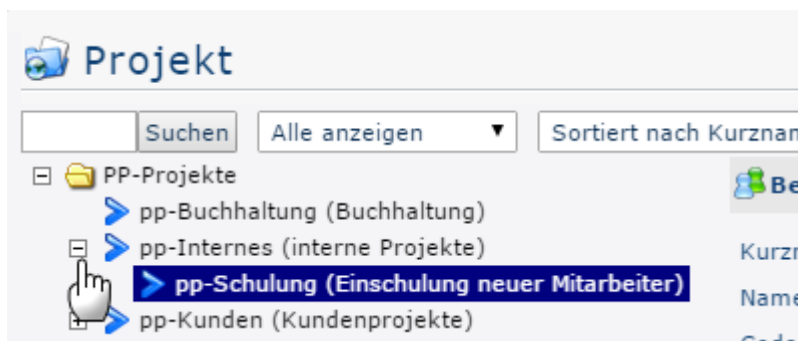 Projekt
Suchen Alle anzeigen Sortiert nach
PP-Projekte
pp-Buchhaltung (Buchhaltung)
pp-Internes (interne Projekte)
pp-Schulung (Einschulung neuer Mitarbeiter)
Name
pp-Kunden (Kundenprojekte)